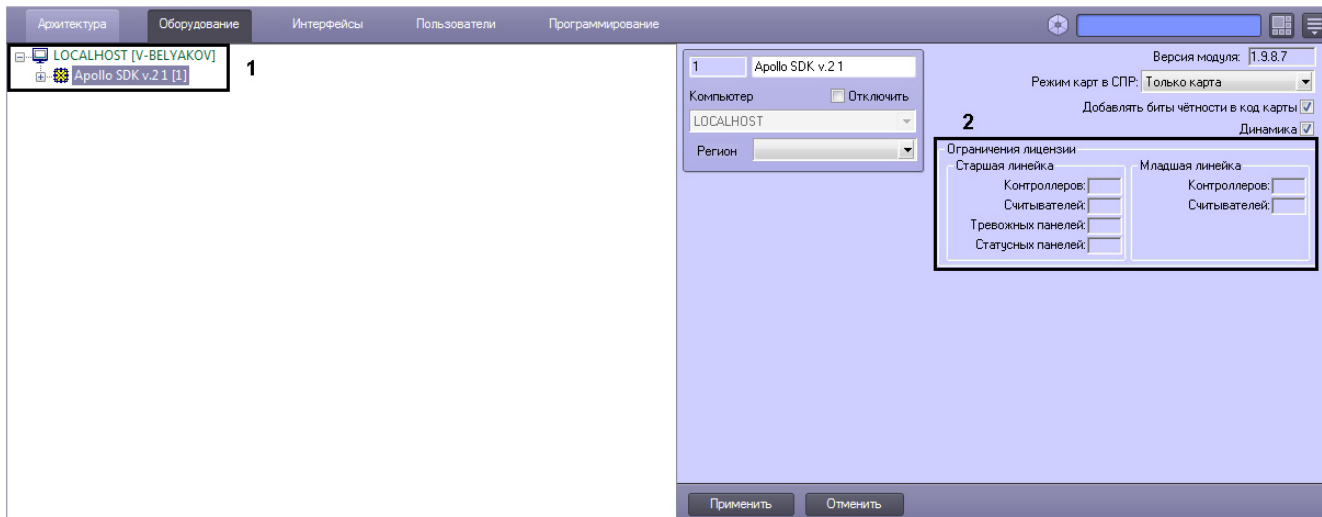 Архитектура Оборудование Интерфейсы Пользователи Программирование
LOCALHOST [V-BELYAKOV]
Apollo SDK v.2 1 [1]
1
1 Apollo SDK v.2 1
Компьютер Отключить
LOCALHOST
Регион
Версия модуля: 1.9.8.7
Режим карт в СПР: Только карта
Добавлять биты чётности в код карты
Динамика
2
Ограничения лицензии
Старшая линейка Младшая линейка
Контроллеров: Контроллеров:
Считывателей: Считывателей:
Тревожных панелей:
Статусных панелей:
Применить Отменить